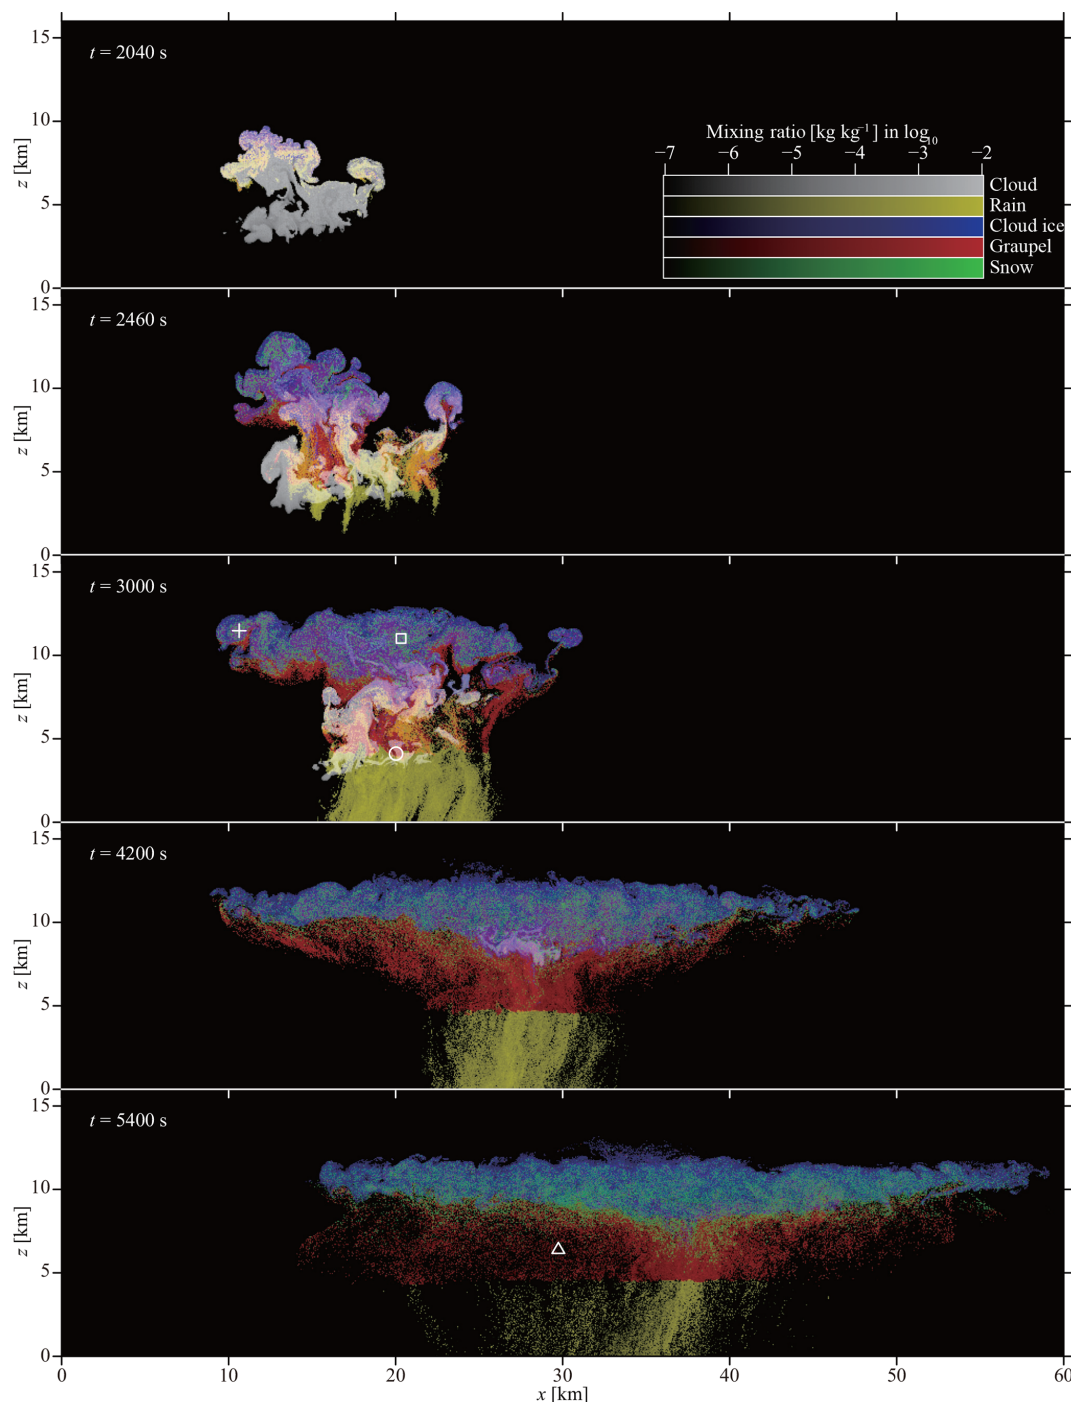 15
t = 2040 s
10
z [km]
5
0
Mixing ratio [kg kg⁻¹] in log₁₀
−7 −6 −5 −4 −3 −2
Cloud
Rain
Cloud ice
Graupel
Snow
15
t = 2460 s
10
z [km]
5
0
15
t = 3000 s
10
z [km]
5
0
15
t = 4200 s
10
z [km]
5
0
15
t = 5400 s
10
z [km]
5
0
0 10 20 30 40 50 60
x [km]